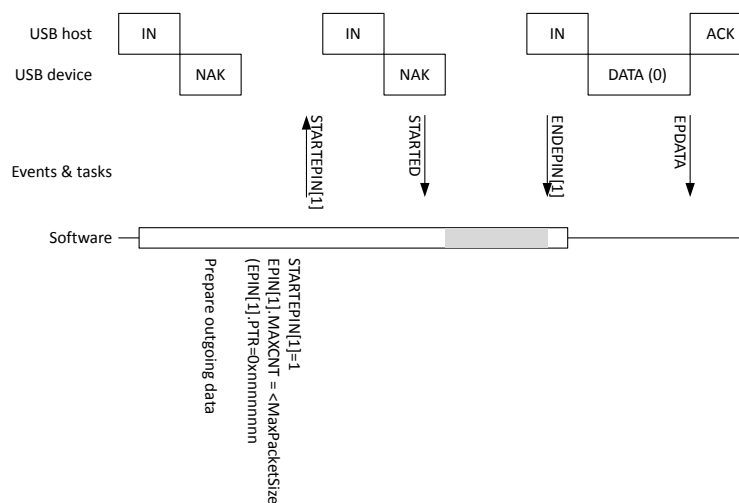 USB host
IN
IN
IN
ACK
USB device
NAK
NAK
DATA (0)
Events & tasks
STARTEPIN[1]
STARTED
ENDEPIN[1]
EPDATA
Software
STARTEPIN[1]=1
EPIN[1].MAXCNT = <MaxPacketSize
(EPIN[1].PTR=0xnnnnnnnn
Prepare outgoing data